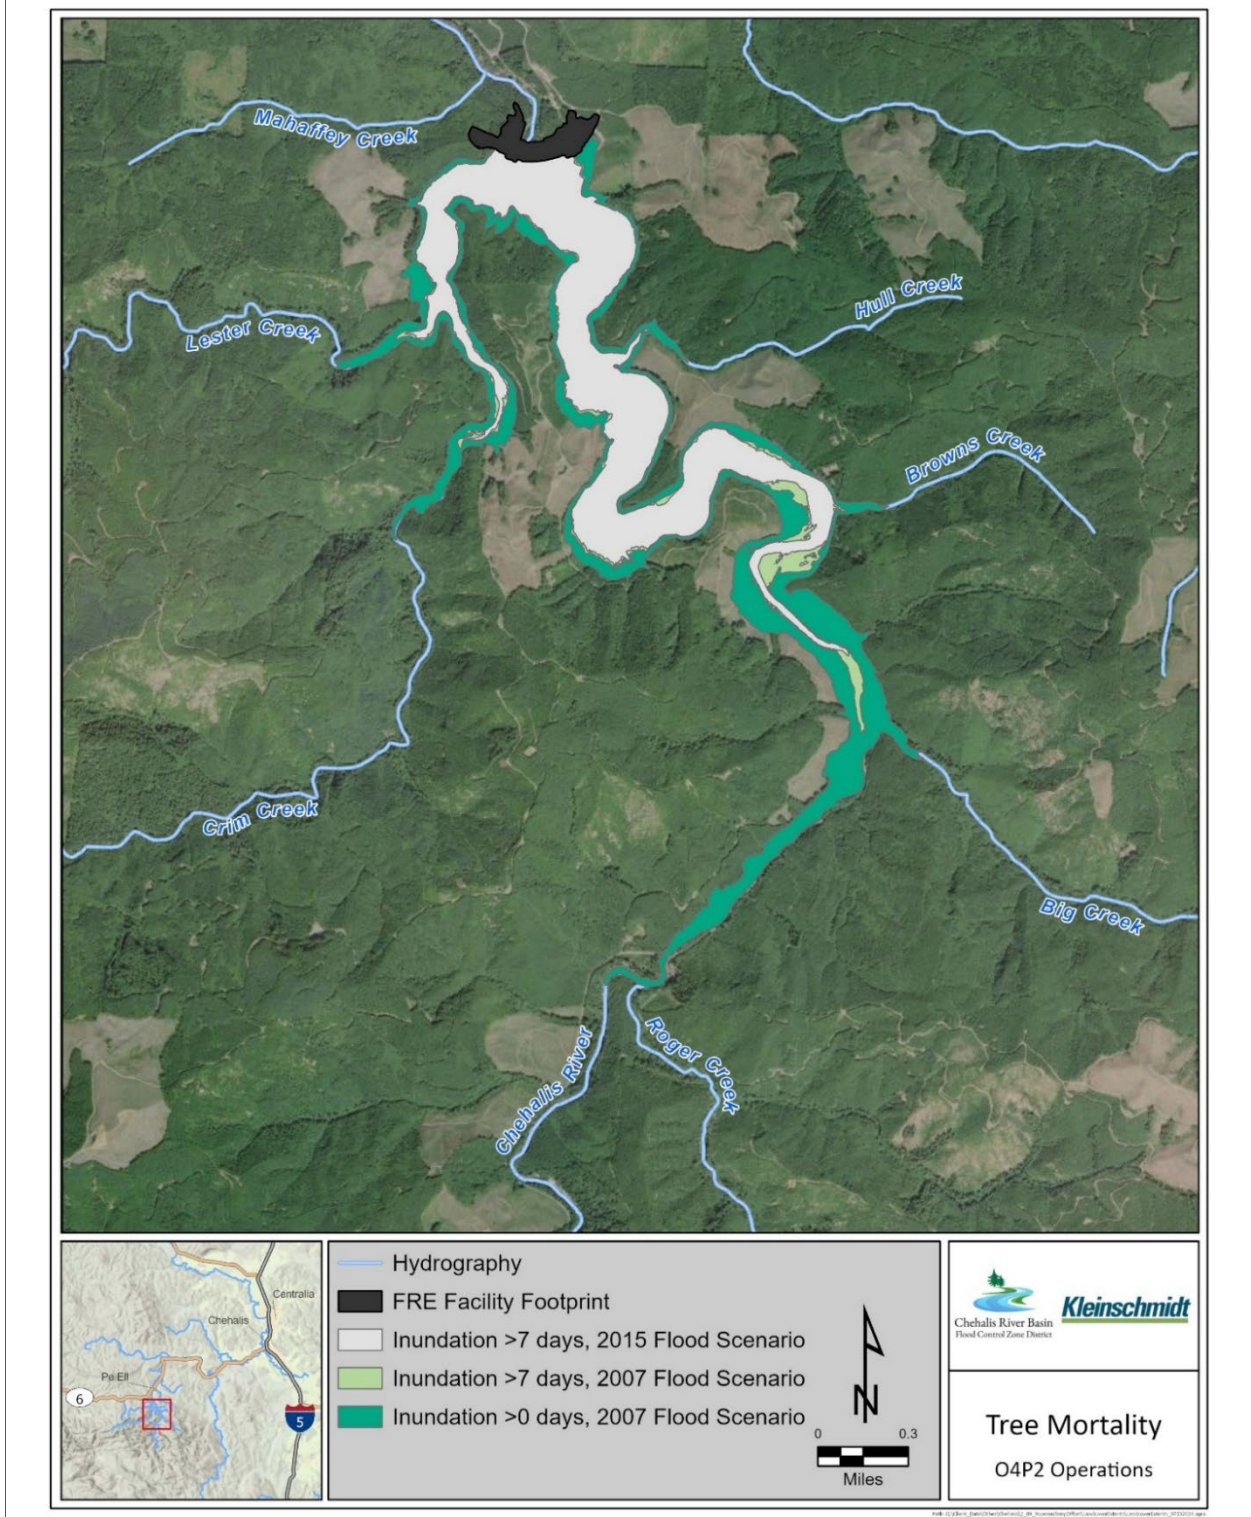 Mahaffey Creek
Hull Creek
Lester Creek
Browns Creek
Crim Creek
Big Creek
Chehalis River
Roger Creek
Centralia
Chehalis
Pe Ell
6
5
Hydrography
FRE Facility Footprint
Inundation >7 days, 2015 Flood Scenario
Inundation >7 days, 2007 Flood Scenario
Inundation >0 days, 2007 Flood Scenario
N
0 0.3
Miles
Chehalis River Basin
Flood Control Zone District
Kleinschmidt
Tree Mortality
O4P2 Operations